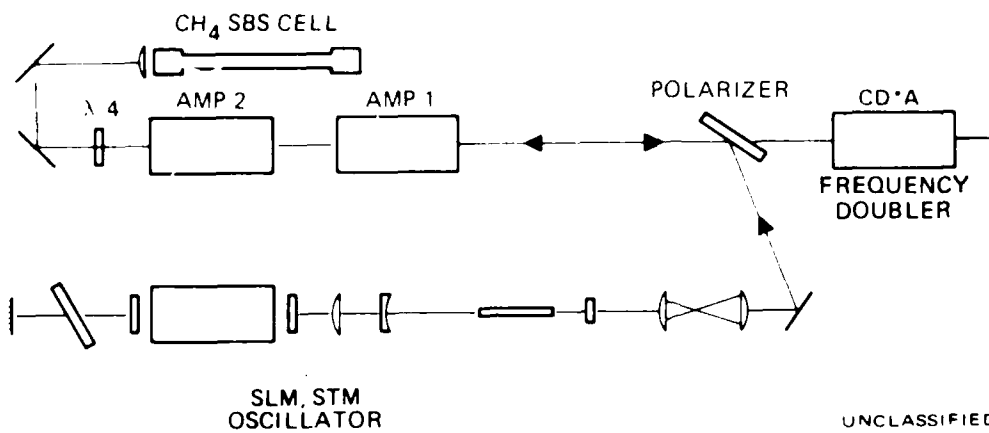 CH₄ SBS CELL
λ 4
AMP 2
AMP 1
POLARIZER
CD*A
FREQUENCY
DOUBLER
SLM, STM
OSCILLATOR
UNCLASSIFIED